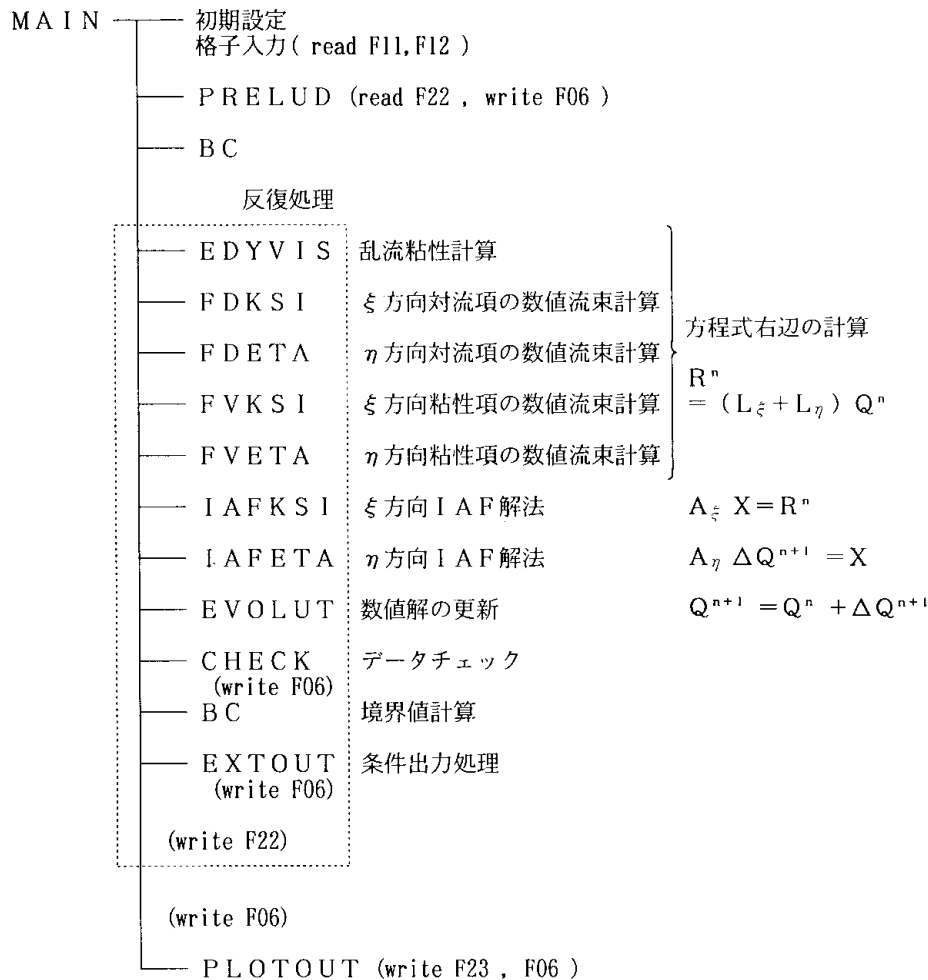 MAIN 初期設定
格子入力( read F11,F12 )
PRELUD (read F22 , write F06 )
BC
反復処理
EDYVIS 乱流粘性計算
FDKSI ξ方向対流項の数値流束計算
方程式右辺の計算
FDETA η方向対流項の数値流束計算
Rⁿ
= (L_ξ+L_η) Qⁿ
FVKSI ξ方向粘性項の数値流束計算
FVETA η方向粘性項の数値流束計算
IAFKSI ξ方向IAF解法 A_ξ X=Rⁿ
IAFETA η方向IAF解法 A_η ΔQⁿ⁺¹ =X
EVOLUT 数値解の更新 Qⁿ⁺¹ =Qⁿ +ΔQⁿ⁺¹
CHECK データチェック
(write F06)
BC 境界値計算
EXTOUT 条件出力処理
(write F06)
(write F22)
(write F06)
PLOTOUT (write F23 , F06 )